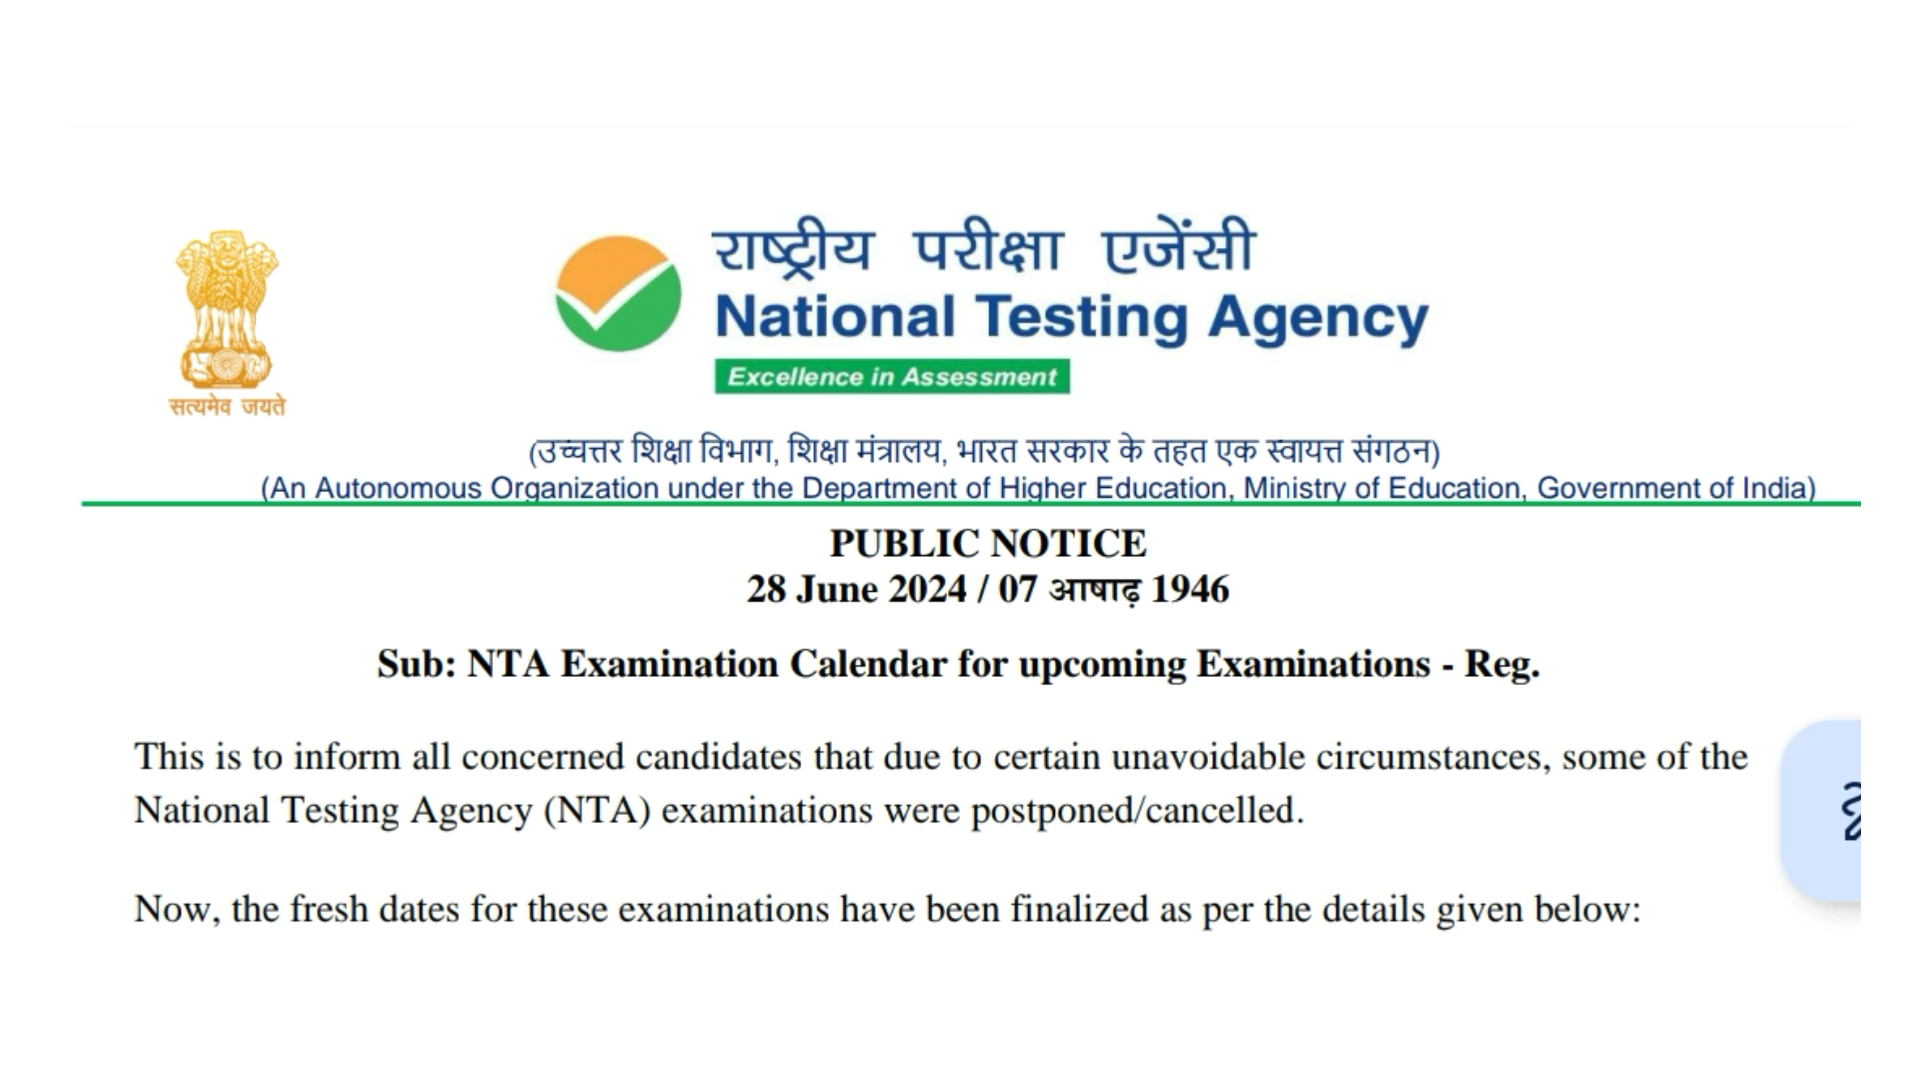 राष्ट्रीय परीक्षा एजेंसी
National Testing Agency
Excellence in Assessment
सत्यमेव जयते
(उच्चत्तर शिक्षा विभाग, शिक्षा मंत्रालय, भारत सरकार के तहत एक स्वायत्त संगठन)
(An Autonomous Organization under the Department of Higher Education, Ministry of Education, Government of India)
PUBLIC NOTICE
28 June 2024 / 07 आषाढ़ 1946
Sub: NTA Examination Calendar for upcoming Examinations - Reg.
This is to inform all concerned candidates that due to certain unavoidable circumstances, some of the
National Testing Agency (NTA) examinations were postponed/cancelled.
Now, the fresh dates for these examinations have been finalized as per the details given below: